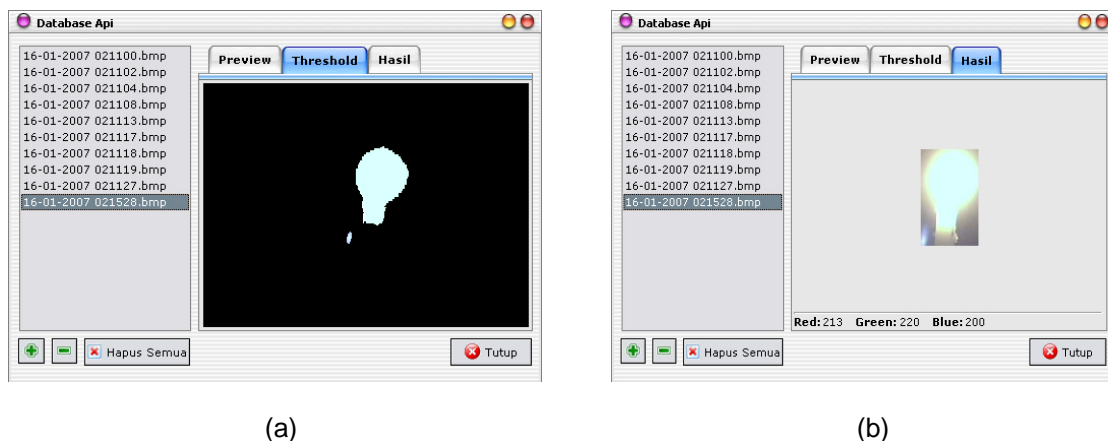 Database Api
16-01-2007 021100.bmp
16-01-2007 021102.bmp
16-01-2007 021104.bmp
16-01-2007 021108.bmp
16-01-2007 021113.bmp
16-01-2007 021117.bmp
16-01-2007 021118.bmp
16-01-2007 021119.bmp
16-01-2007 021127.bmp
16-01-2007 021528.bmp
Preview Threshold Hasil
Hapus Semua
Tutup
(a)
Database Api
16-01-2007 021100.bmp
16-01-2007 021102.bmp
16-01-2007 021104.bmp
16-01-2007 021108.bmp
16-01-2007 021113.bmp
16-01-2007 021117.bmp
16-01-2007 021118.bmp
16-01-2007 021119.bmp
16-01-2007 021127.bmp
16-01-2007 021528.bmp
Preview Threshold Hasil
Red: 213 Green: 220 Blue: 200
Hapus Semua
Tutup
(b)